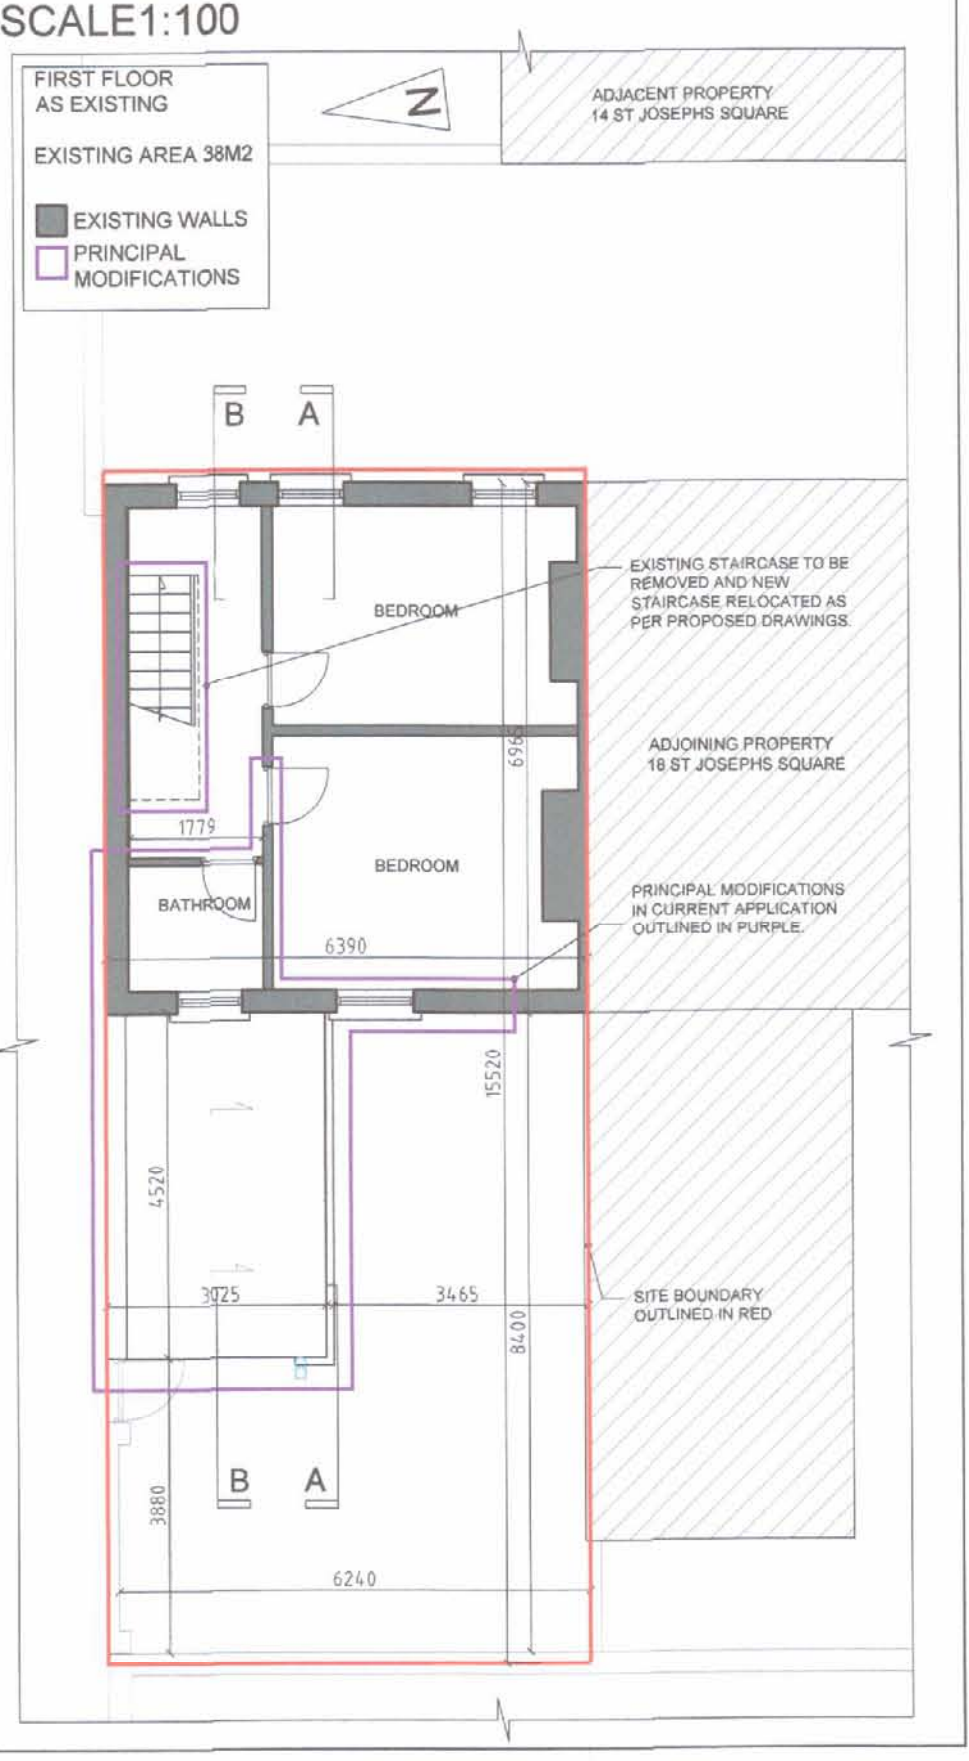 SCALE1:100
FIRST FLOOR
AS EXISTING
EXISTING AREA 38M2
EXISTING WALLS
PRINCIPAL
MODIFICATIONS
N
ADJACENT PROPERTY
14 ST JOSEPHS SQUARE
B
A
EXISTING STAIRCASE TO BE
REMOVED AND NEW
STAIRCASE RELOCATED AS
PER PROPOSED DRAWINGS.
BEDROOM
6965
ADJOINING PROPERTY
18 ST JOSEPHS SQUARE
1779
BEDROOM
BATHROOM
PRINCIPAL MODIFICATIONS
IN CURRENT APPLICATION
OUTLINED IN PURPLE.
6390
15520
4520
3465
SITE BOUNDARY
OUTLINED IN RED
8400
B
A
3880
6240